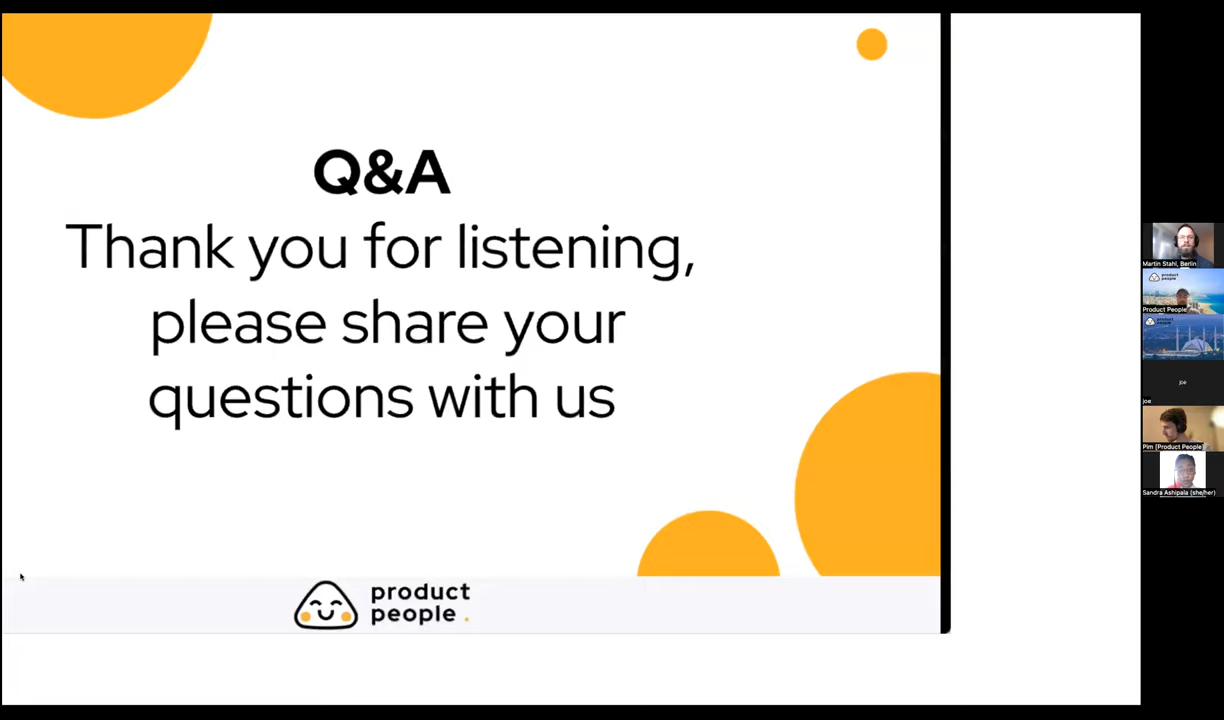 Q&A
Thank you for listening,
please share your
questions with us
product
people.
Martin Stahl, Berlin
product
people
Product People
product
people
joe
joe
Pim [Product People]
Sandra Ashipala (she/her)